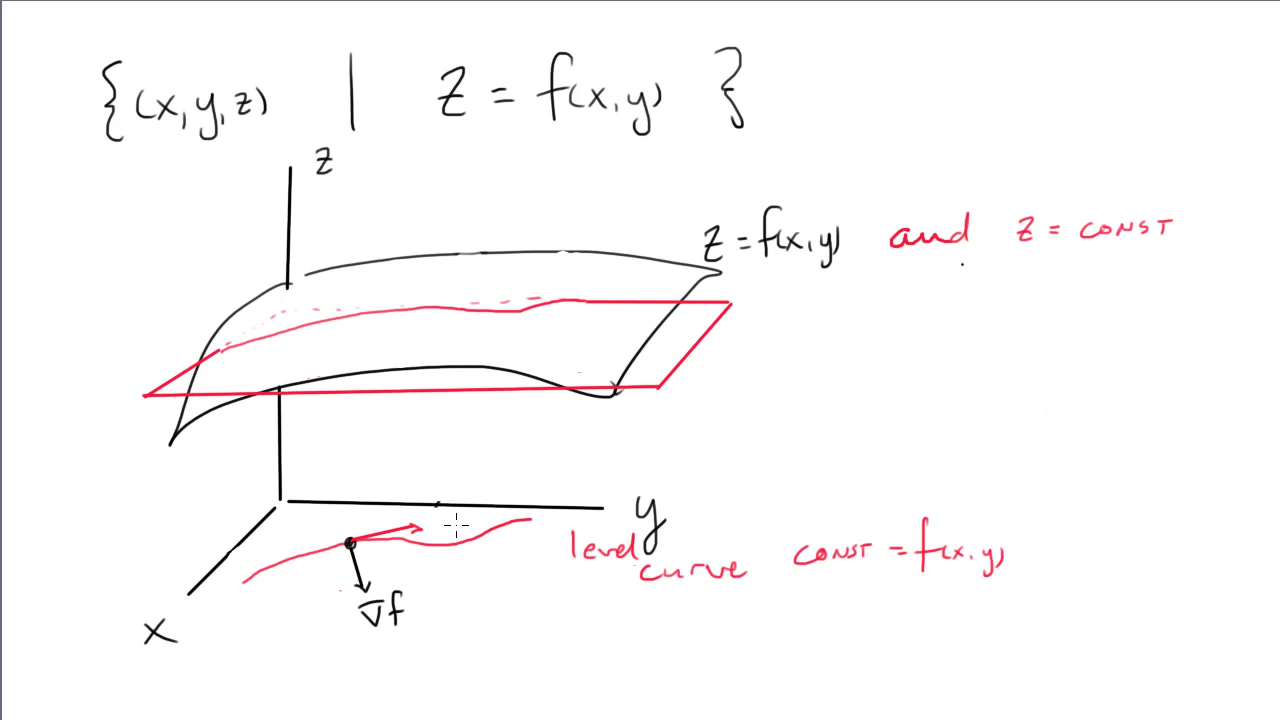 {(x,y,z) | z = f(x,y) }
z
z = f(x,y) and z = const
y
level curve const = f(x,y)
∇f
x